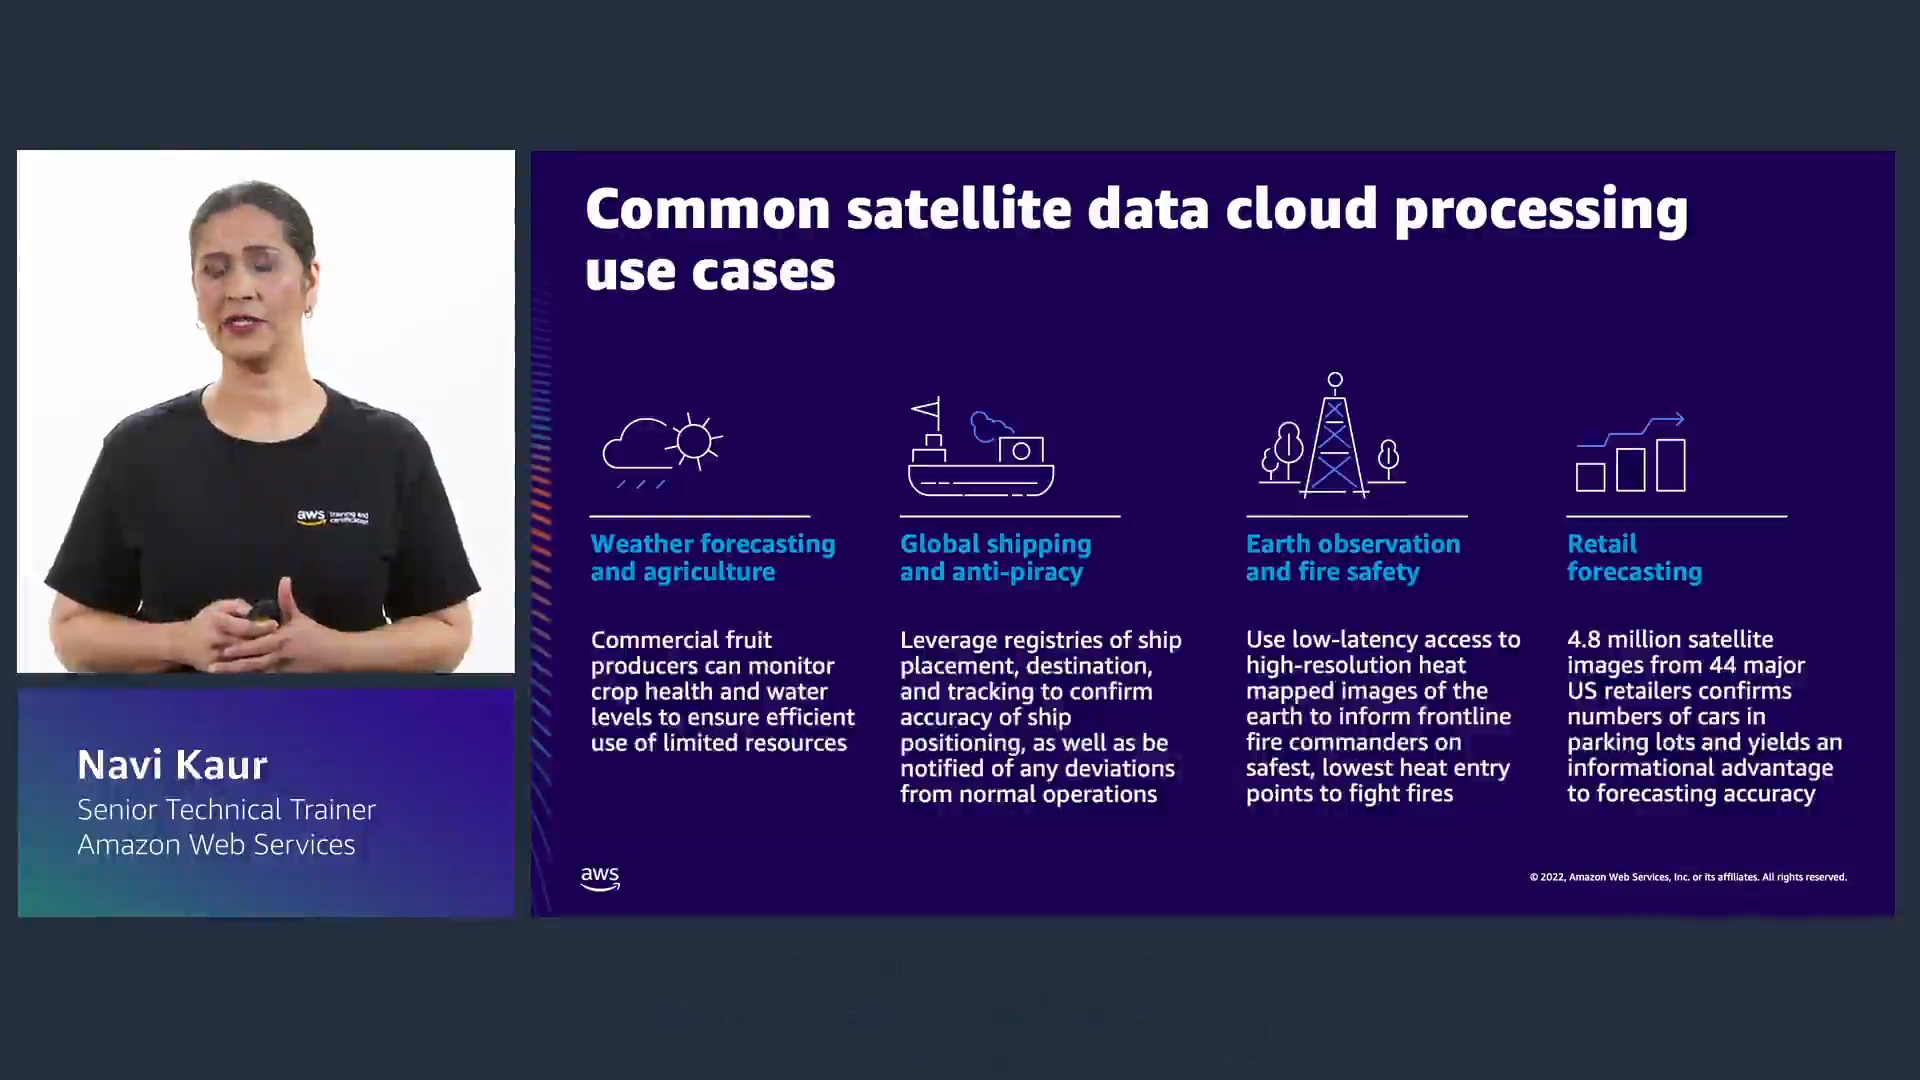 Common satellite data cloud processing
use cases
Weather forecasting
and agriculture
Commercial fruit
producers can monitor
crop health and water
levels to ensure efficient
use of limited resources
Global shipping
and anti-piracy
Leverage registries of ship
placement, destination,
and tracking to confirm
accuracy of ship
positioning, as well as be
notified of any deviations
from normal operations
Earth observation
and fire safety
Use low-latency access to
high-resolution heat
mapped images of the
earth to inform frontline
fire commanders on
safest, lowest heat entry
points to fight fires
Retail
forecasting
4.8 million satellite
images from 44 major
US retailers confirms
numbers of cars in
parking lots and yields an
informational advantage
to forecasting accuracy
aws
© 2022, Amazon Web Services, Inc. or its affiliates. All rights reserved.
aws training and
certification
Navi Kaur
Senior Technical Trainer
Amazon Web Services